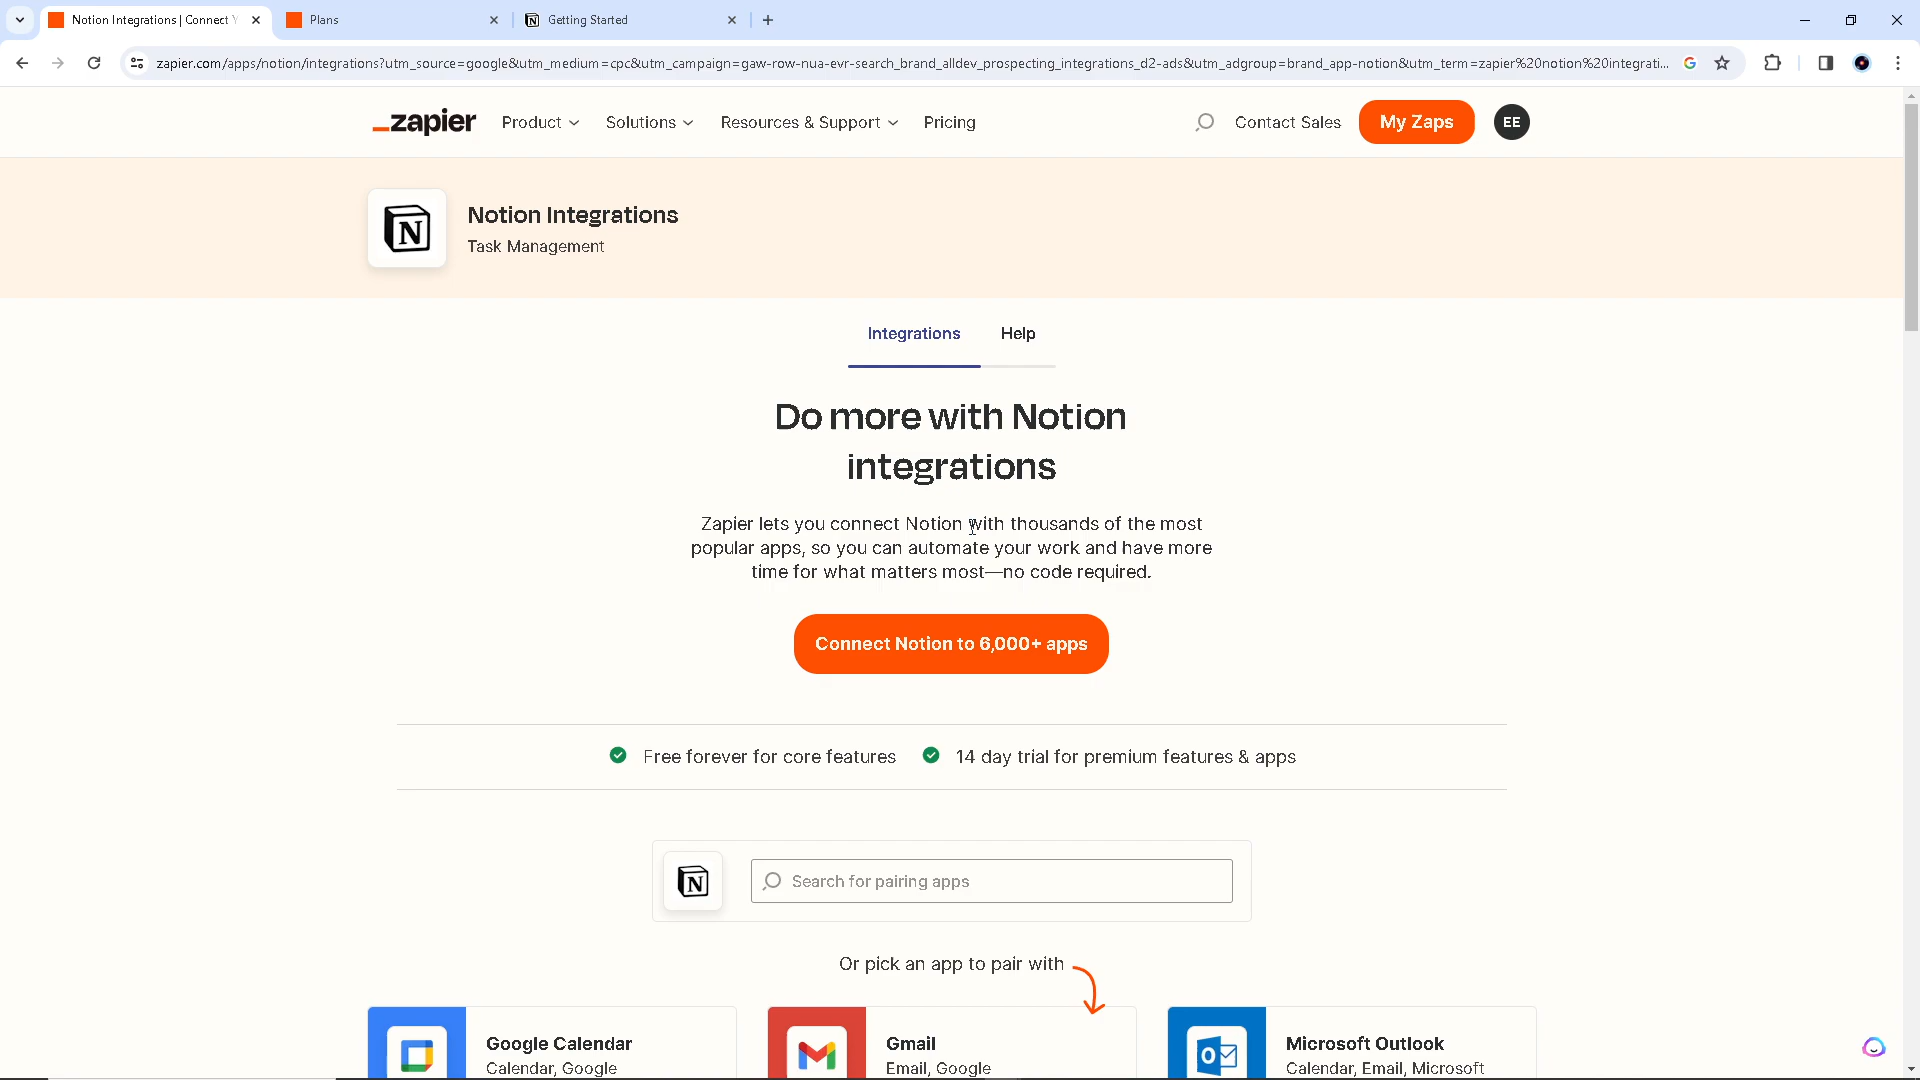 Notion Integrations | Connect Y
Plans
Getting Started
zapier.com/apps/notion/integrations?utm_source=google&utm_medium=cpc&utm_campaign=gaw-row-nua-evr-search_brand_alldev_prospecting_integrations_d2-ads&utm_adgroup=brand_app-notion&utm_term=zapier%20notion%20integrati...
zapier
Product
Solutions
Resources & Support
Pricing
Contact Sales
My Zaps
EE
N
Notion Integrations
Task Management
Integrations
Help
Do more with Notion
integrations
Zapier lets you connect Notion with thousands of the most
popular apps, so you can automate your work and have more
time for what matters most—no code required.
Connect Notion to 6,000+ apps
Free forever for core features
14 day trial for premium features & apps
N
Search for pairing apps
Or pick an app to pair with
Google Calendar
Calendar, Google
Gmail
Email, Google
Microsoft Outlook
Calendar, Email, Microsoft